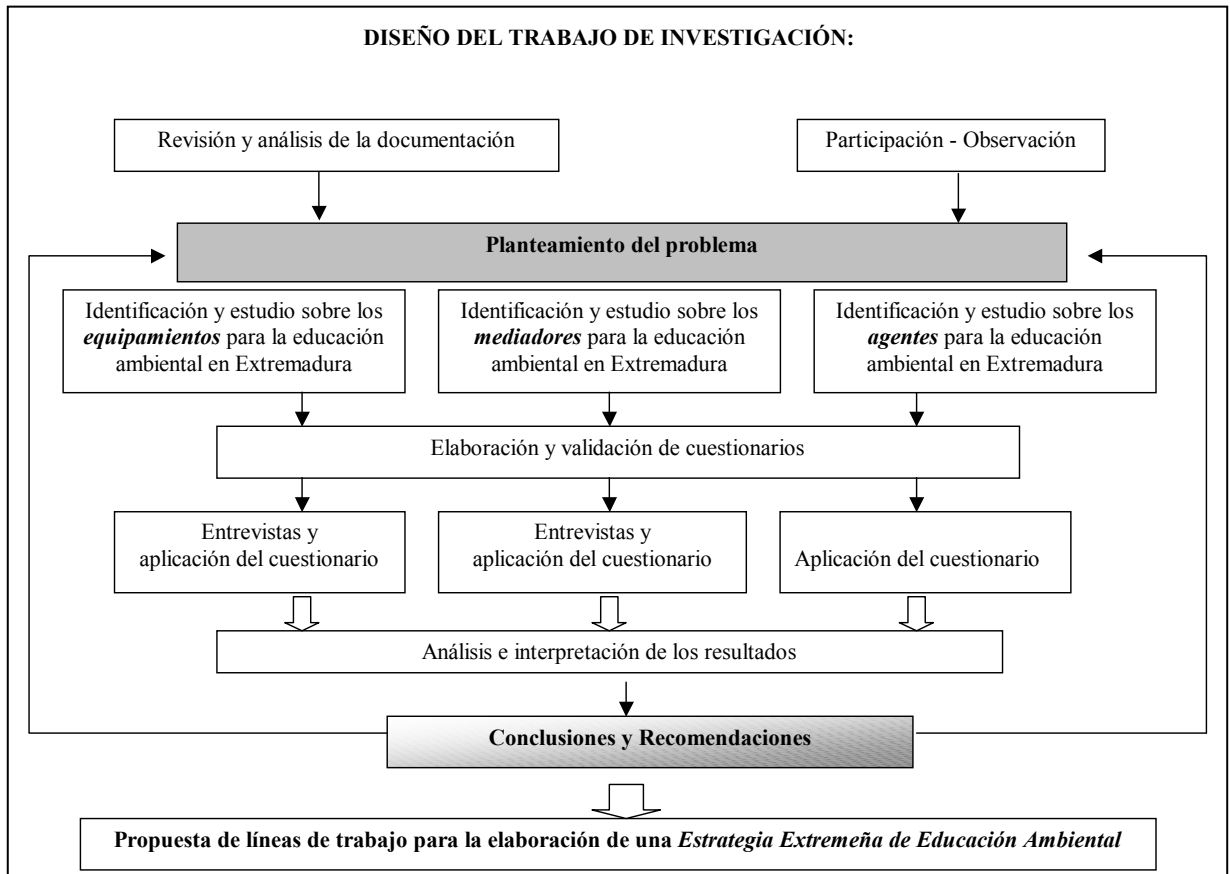 DISEÑO DEL TRABAJO DE INVESTIGACIÓN:
Revisión y análisis de la documentación
Participación - Observación
Planteamiento del problema
Identificación y estudio sobre los
equipamientos para la educación
ambiental en Extremadura
Identificación y estudio sobre los
mediadores para la educación
ambiental en Extremadura
Identificación y estudio sobre los
agentes para la educación
ambiental en Extremadura
Elaboración y validación de cuestionarios
Entrevistas y
aplicación del cuestionario
Entrevistas y
aplicación del cuestionario
Aplicación del cuestionario
Análisis e interpretación de los resultados
Conclusiones y Recomendaciones
Propuesta de líneas de trabajo para la elaboración de una Estrategia Extremeña de Educación Ambiental